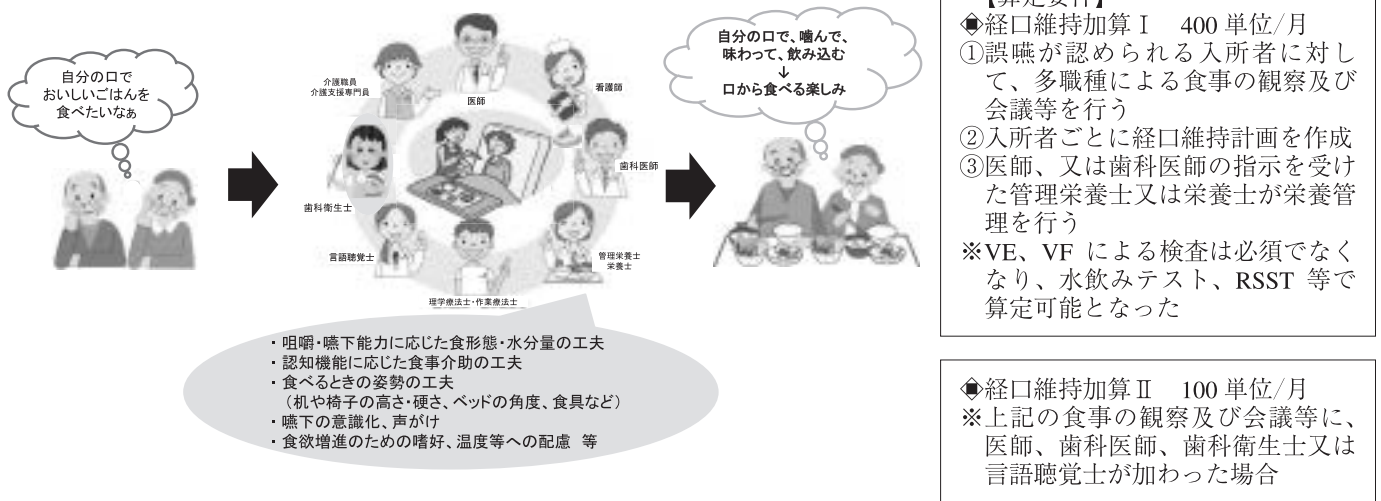 自分の口で
おいしいごはんを
食べたいなぁ
介護職員
介護支援専門員
医師
看護師
歯科医師
歯科衛生士
言語聴覚士
理学療法士・作業療法士
管理栄養士
栄養士
・咀嚼・嚥下能力に応じた食形態・水分量の工夫
・認知機能に応じた食事介助の工夫
・食べるときの姿勢の工夫
（机や椅子の高さ・硬さ、ベッドの角度、食具など）
・嚥下の意識化、声がけ
・食欲増進のための嗜好、温度等への配慮 等
自分の口で、噛んで、
味わって、飲み込む
↓
口から食べる楽しみ
【算定要件】
◈経口維持加算Ⅰ 400 単位/月
①誤嚥が認められる入所者に対し
て、多職種による食事の観察及び
会議等を行う
②入所者ごとに経口維持計画を作成
③医師、又は歯科医師の指示を受け
た管理栄養士又は栄養士が栄養管
理を行う
※VE、VF による検査は必須でなく
なり、水飲みテスト、RSST 等で
算定可能となった
◈経口維持加算Ⅱ 100 単位/月
※上記の食事の観察及び会議等に、
医師、歯科医師、歯科衛生士又は
言語聴覚士が加わった場合